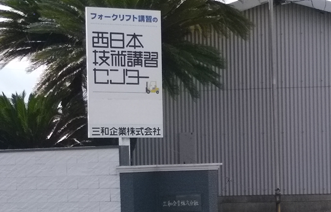 フォークリフト講習の
西日本
技術講習
センター
三和企業株式会社